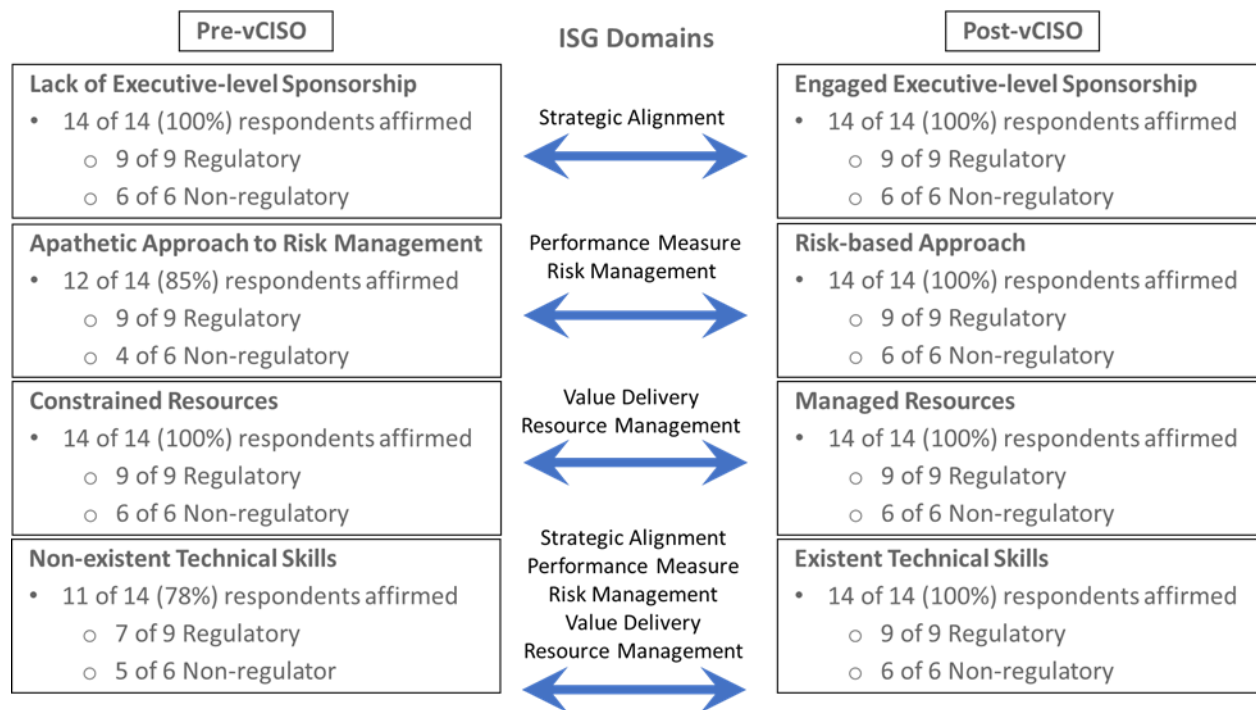 Pre-vCISO
ISG Domains
Post-vCISO
Lack of Executive-level Sponsorship
• 14 of 14 (100%) respondents affirmed
o 9 of 9 Regulatory
o 6 of 6 Non-regulatory
Strategic Alignment
Engaged Executive-level Sponsorship
• 14 of 14 (100%) respondents affirmed
o 9 of 9 Regulatory
o 6 of 6 Non-regulatory
Apathetic Approach to Risk Management
• 12 of 14 (85%) respondents affirmed
o 9 of 9 Regulatory
o 4 of 6 Non-regulatory
Performance Measure
Risk Management
Risk-based Approach
• 14 of 14 (100%) respondents affirmed
o 9 of 9 Regulatory
o 6 of 6 Non-regulatory
Constrained Resources
• 14 of 14 (100%) respondents affirmed
o 9 of 9 Regulatory
o 6 of 6 Non-regulatory
Value Delivery
Resource Management
Managed Resources
• 14 of 14 (100%) respondents affirmed
o 9 of 9 Regulatory
o 6 of 6 Non-regulatory
Non-existent Technical Skills
• 11 of 14 (78%) respondents affirmed
o 7 of 9 Regulatory
o 5 of 6 Non-regulator
Strategic Alignment
Performance Measure
Risk Management
Value Delivery
Resource Management
Existent Technical Skills
• 14 of 14 (100%) respondents affirmed
o 9 of 9 Regulatory
o 6 of 6 Non-regulatory